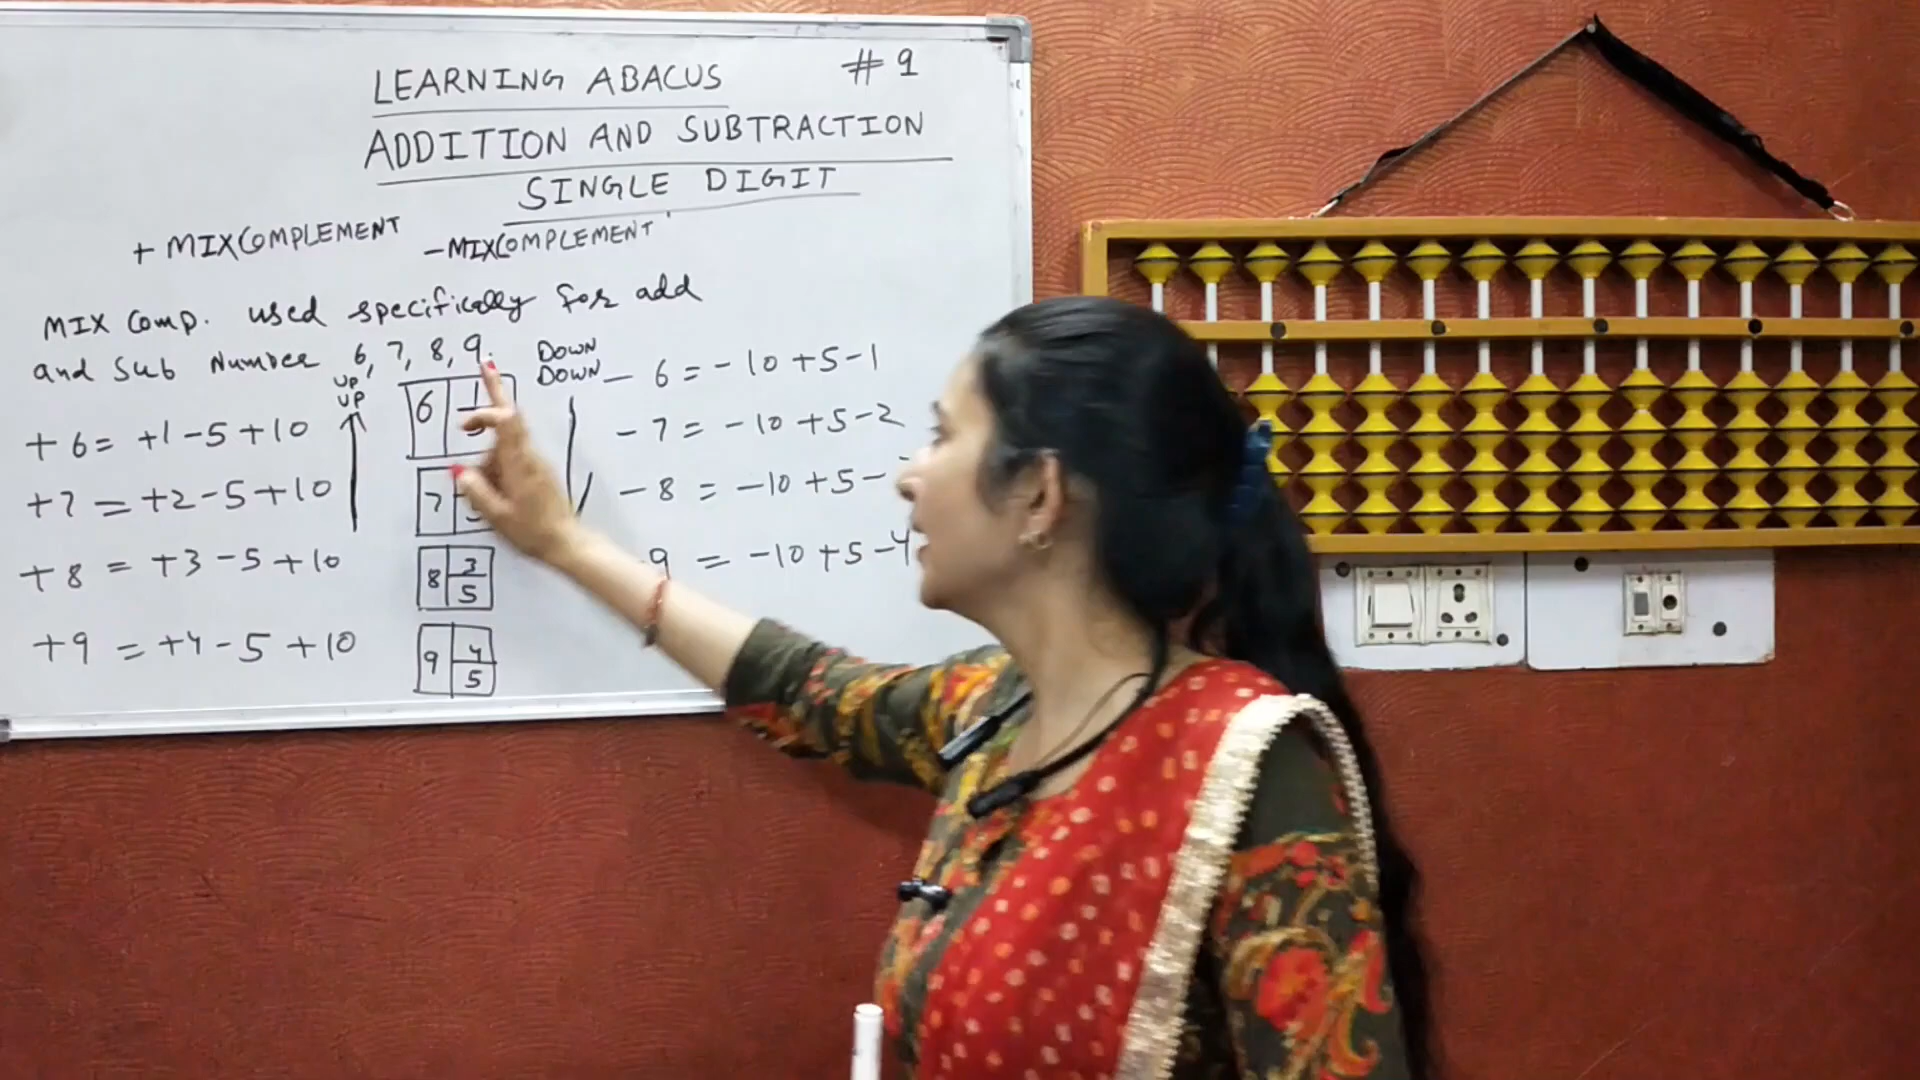 LEARNING ABACUS # 9
ADDITION AND SUBTRACTION
SINGLE DIGIT
+ MIXCOMPLEMENT
- MIXCOMPLEMENT
MIX Comp. used specifically for add
and Sub Number 6, 7, 8, 9.
UP
UP
+ 6 = +1 - 5 + 10
+ 7 = +2 - 5 + 10
+ 8 = +3 - 5 + 10
+ 9 = +4 - 5 + 10
6 1
7
8 3
5
9 4
5
DOWN
DOWN
- 6 = - 10 + 5 - 1
- 7 = - 10 + 5 - 2
- 8 = - 10 + 5 -
9 = - 10 + 5 - 4